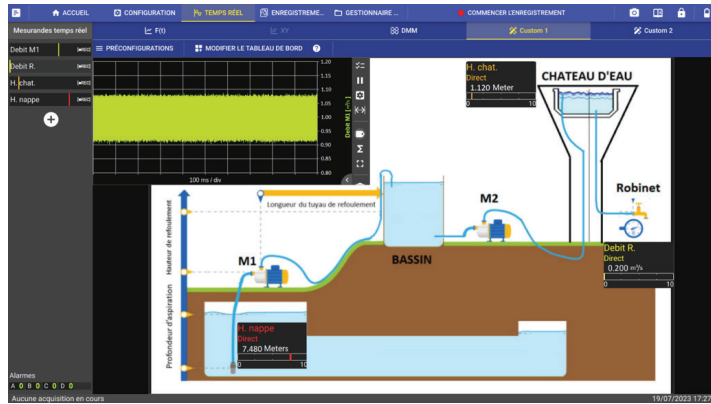 ACCUEIL
CONFIGURATION
TEMPS RÉEL
ENREGISTREME...
GESTIONNAIRE ...
COMMENCER L'ENREGISTREMENT
Mesurandes temps réel
F(t)
XY
DMM
Custom 1
Custom 2
Debit M1
Debit R.
H. chat.
H. nappe
PRÉCONFIGURATIONS
MODIFIER LE TABLEAU DE BORD
1.20
1.15
1.10
1.05
1.00
0.95
0.90
0.85
0.80
100 ms / div
H. chat.
Direct
1.120 Meter
0
10
CHATEAU D'EAU
Longueur du tuyau de refoulement
Hauteur de refoulement
Profondeur d'aspiration
M1
BASSIN
M2
Robinet
Debit R.
Direct
0.200 m³/s
0
10
H. nappe
Direct
7.480 Meters
0
10
Alarmes
A 0 B 0 C 0 D 0
Aucune acquisition en cours
19/07/2023 17:27